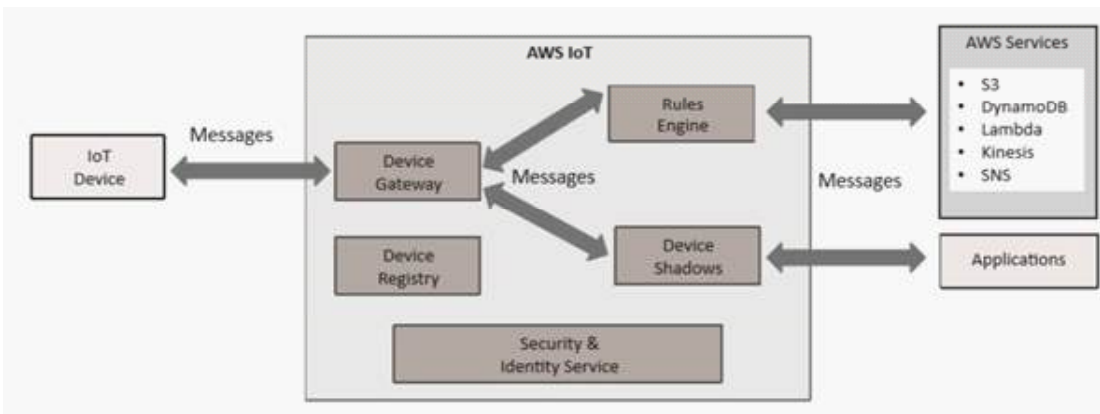 AWS IoT
AWS Services
• S3
• DynamoDB
• Lambda
• Kinesis
• SNS
Rules
Engine
Messages
IoT
Device
Device
Gateway
Messages
Messages
Device
Registry
Device
Shadows
Applications
Security &
Identity Service